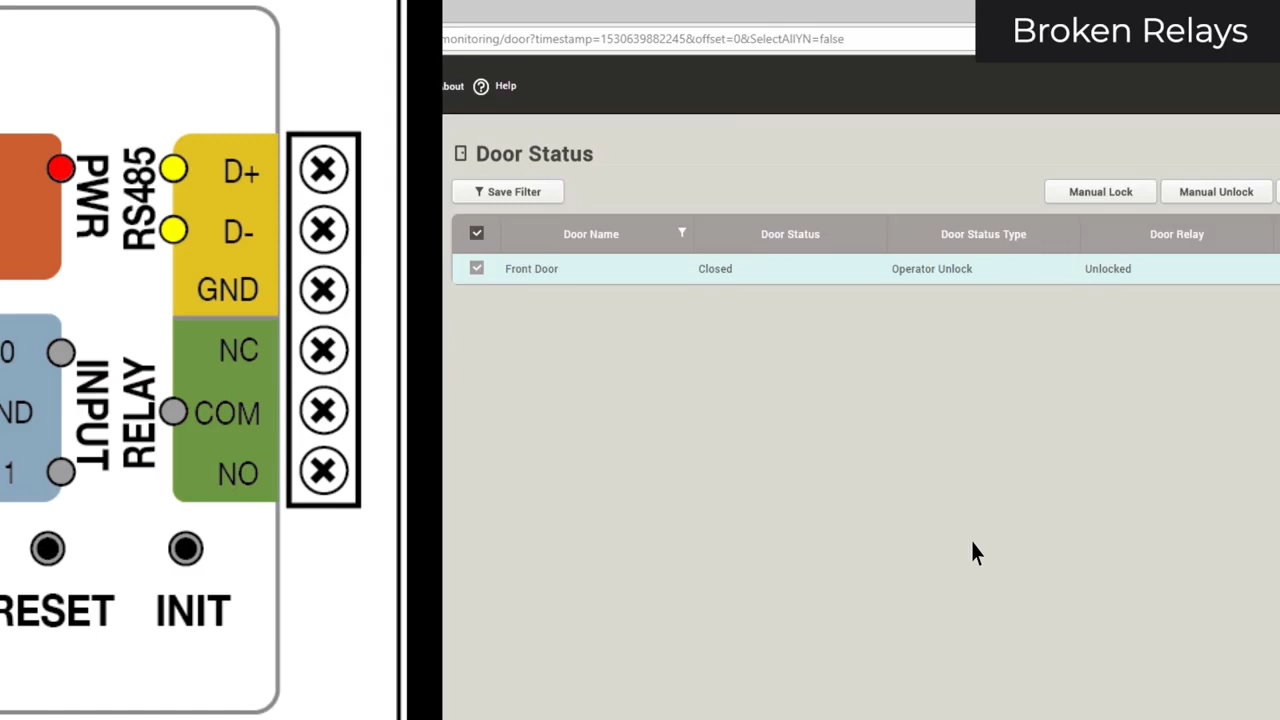 Broken Relays
monitoring/door?timestamp=1530639882245&offset=0&SelectAllYN=false
bout
Help
Door Status
Save Filter
Manual Lock
Manual Unlock
Door Name
Door Status
Door Status Type
Door Relay
Front Door
Closed
Operator Unlock
Unlocked
PWR
RS485
D+
D-
GND
0
ND
1
INPUT
RELAY
NC
COM
NO
RESET
INIT